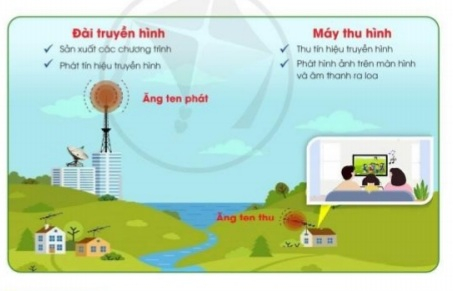 Đài truyền hình
✓ Sản xuất các chương trình
✓ Phát tín hiệu truyền hình
Máy thu hình
✓ Thu tín hiệu truyền hình
✓ Phát hình ảnh trên màn hình
và âm thanh ra loa
Ăng ten phát
Ăng ten thu